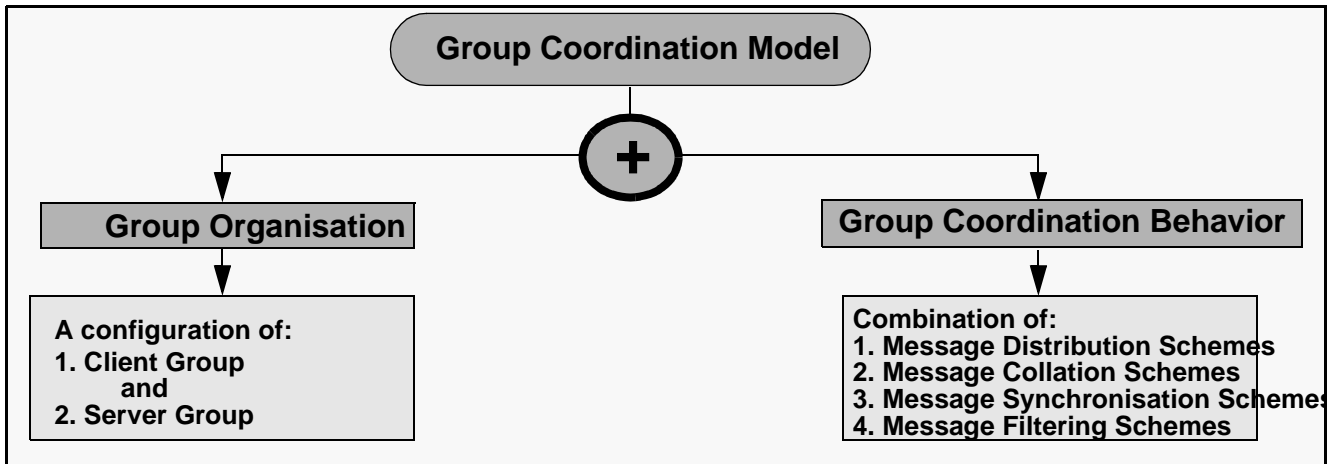 Group Coordination Model
+
Group Organisation
Group Coordination Behavior
A configuration of:
1. Client Group
and
2. Server Group
Combination of:
1. Message Distribution Schemes
2. Message Collation Schemes
3. Message Synchronisation Schemes
4. Message Filtering Schemes